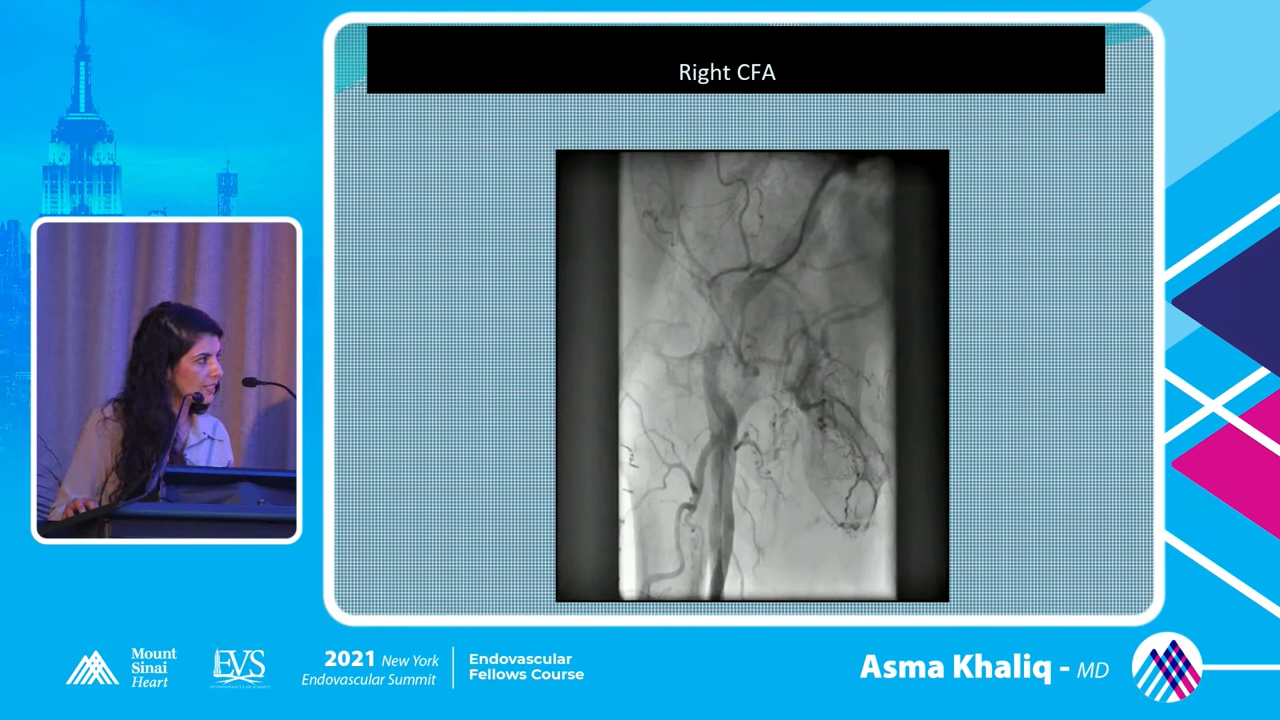 Right CFA
Mount
Sinai
Heart
EVS
2021 New York
Endovascular Summit
Endovascular
Fellows Course
Asma Khaliq - MD